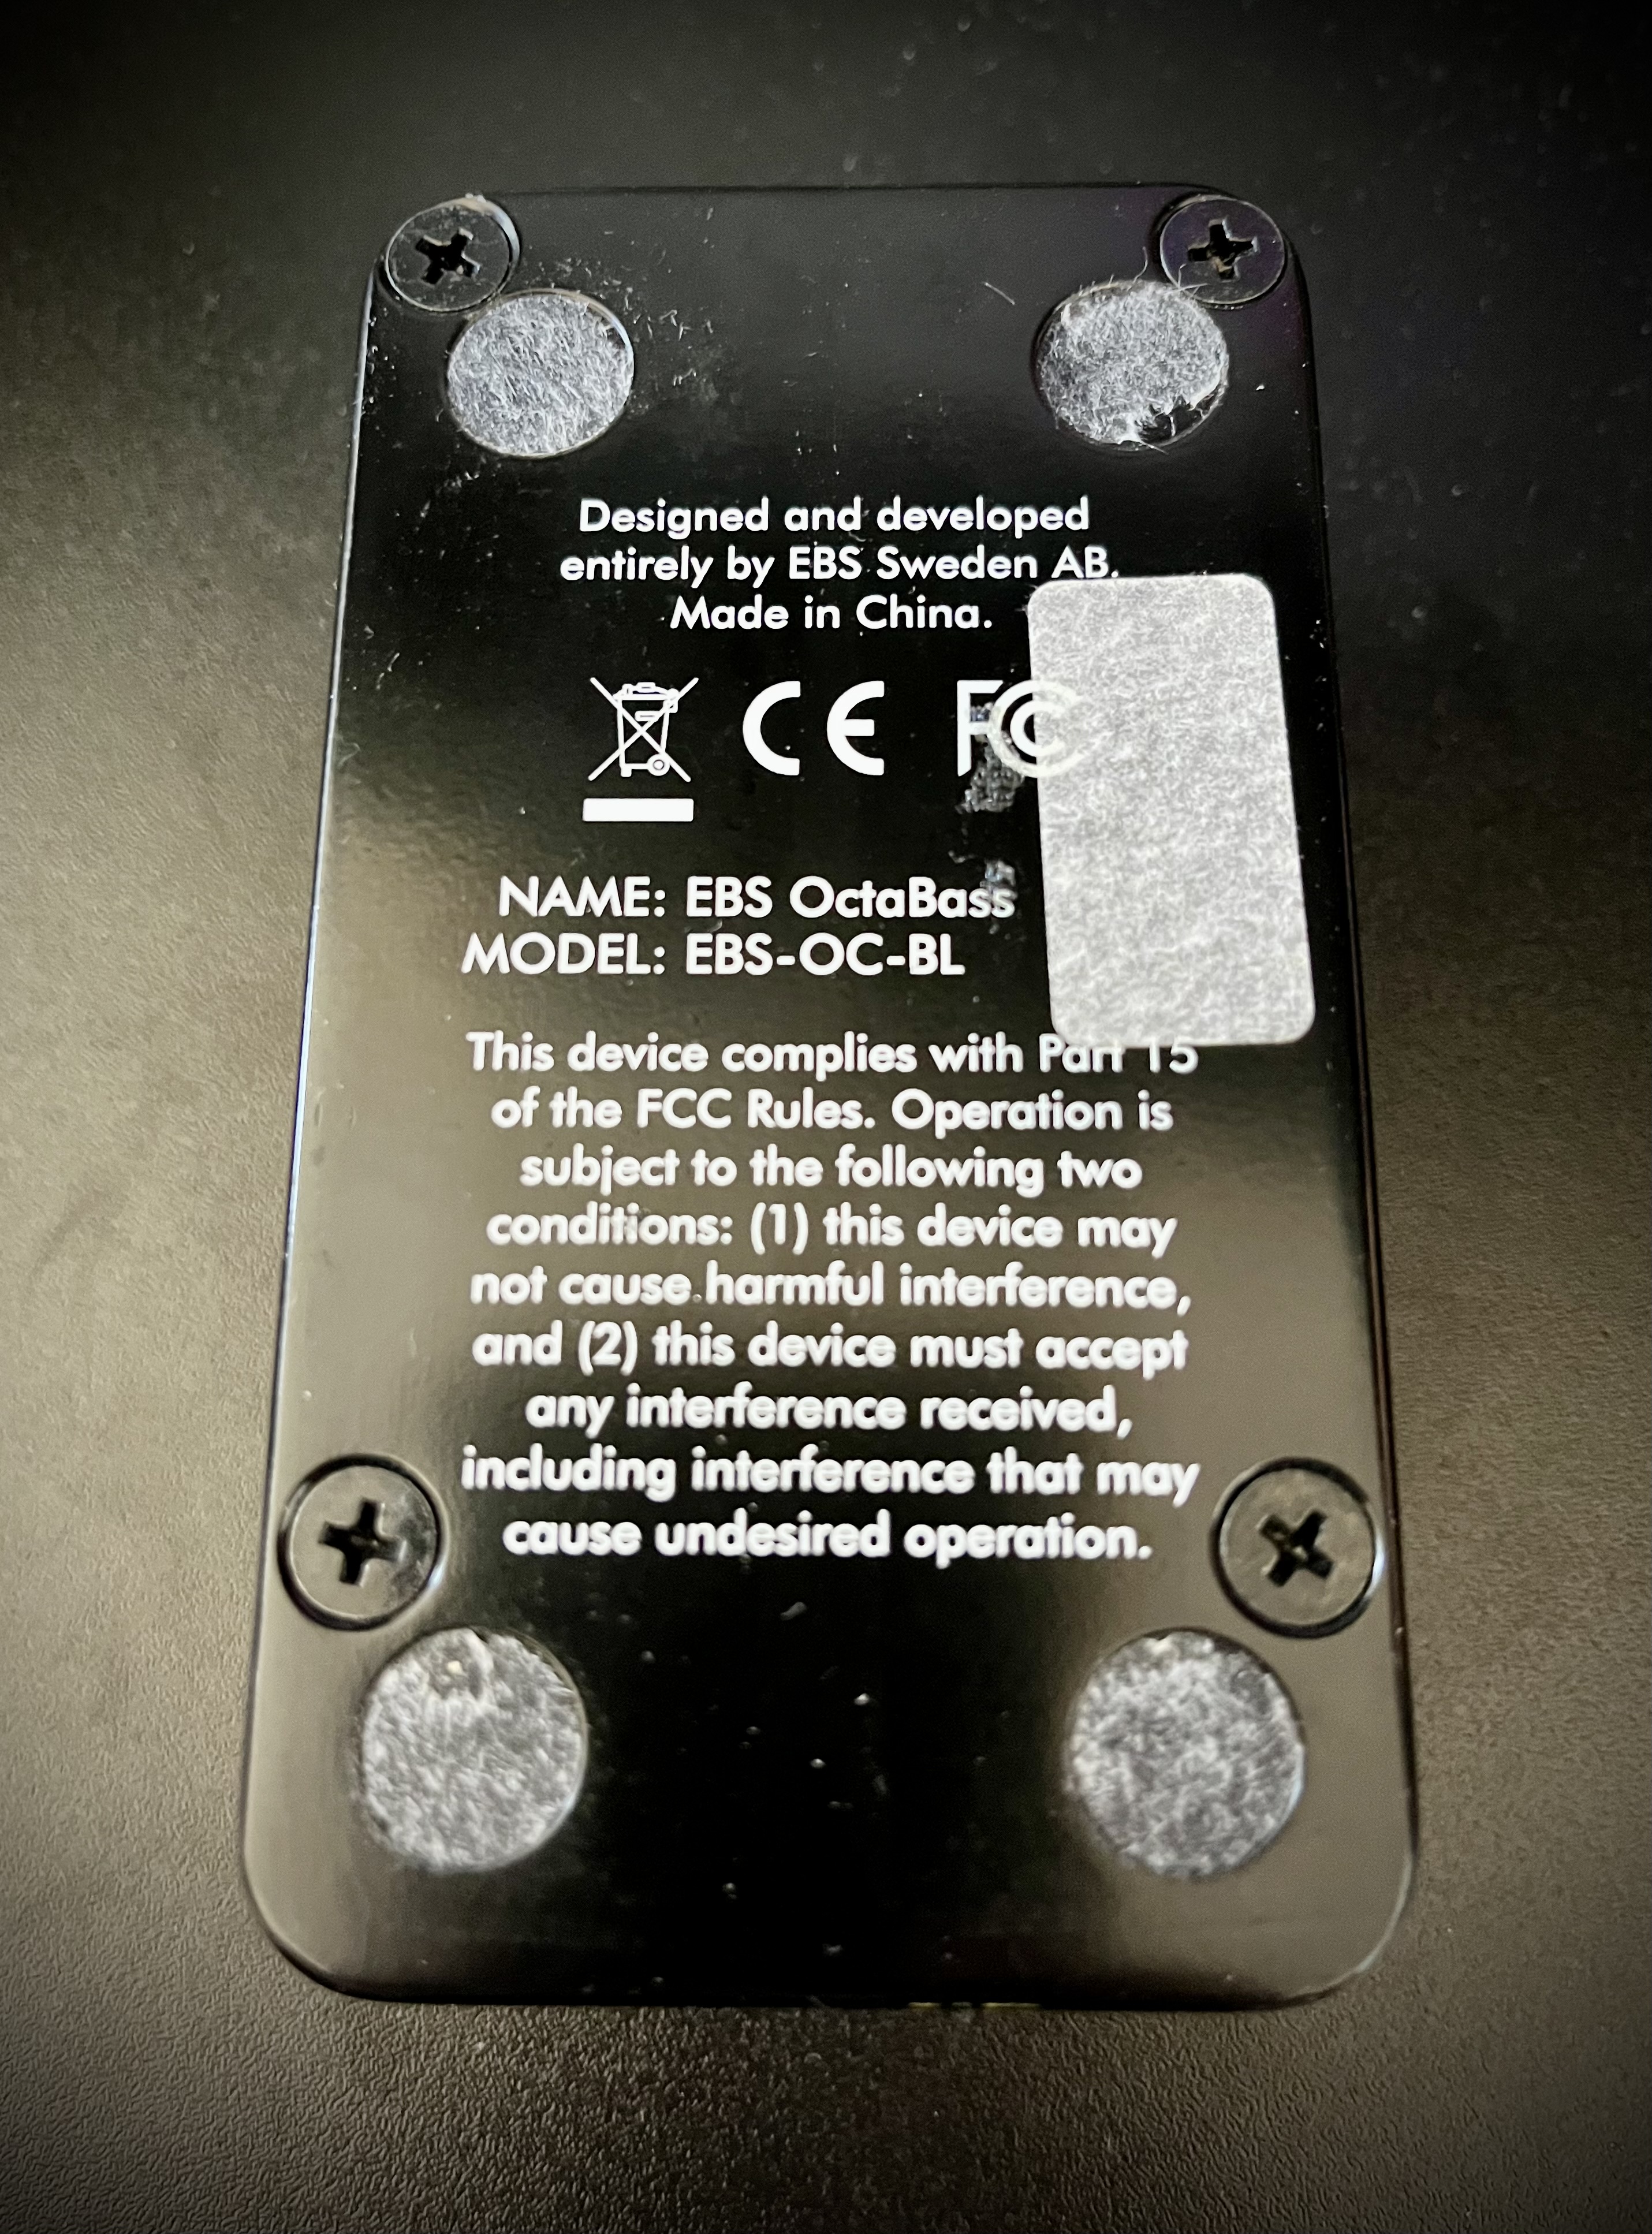 Designed and developed
entirely by EBS Sweden AB.
Made in China.
CE FC
NAME: EBS OctaBass
MODEL: EBS-OC-BL
This device complies with Part 15
of the FCC Rules. Operation is
subject to the following two
conditions: (1) this device may
not cause harmful interference,
and (2) this device must accept
any interference received,
including interference that may
cause undesired operation.